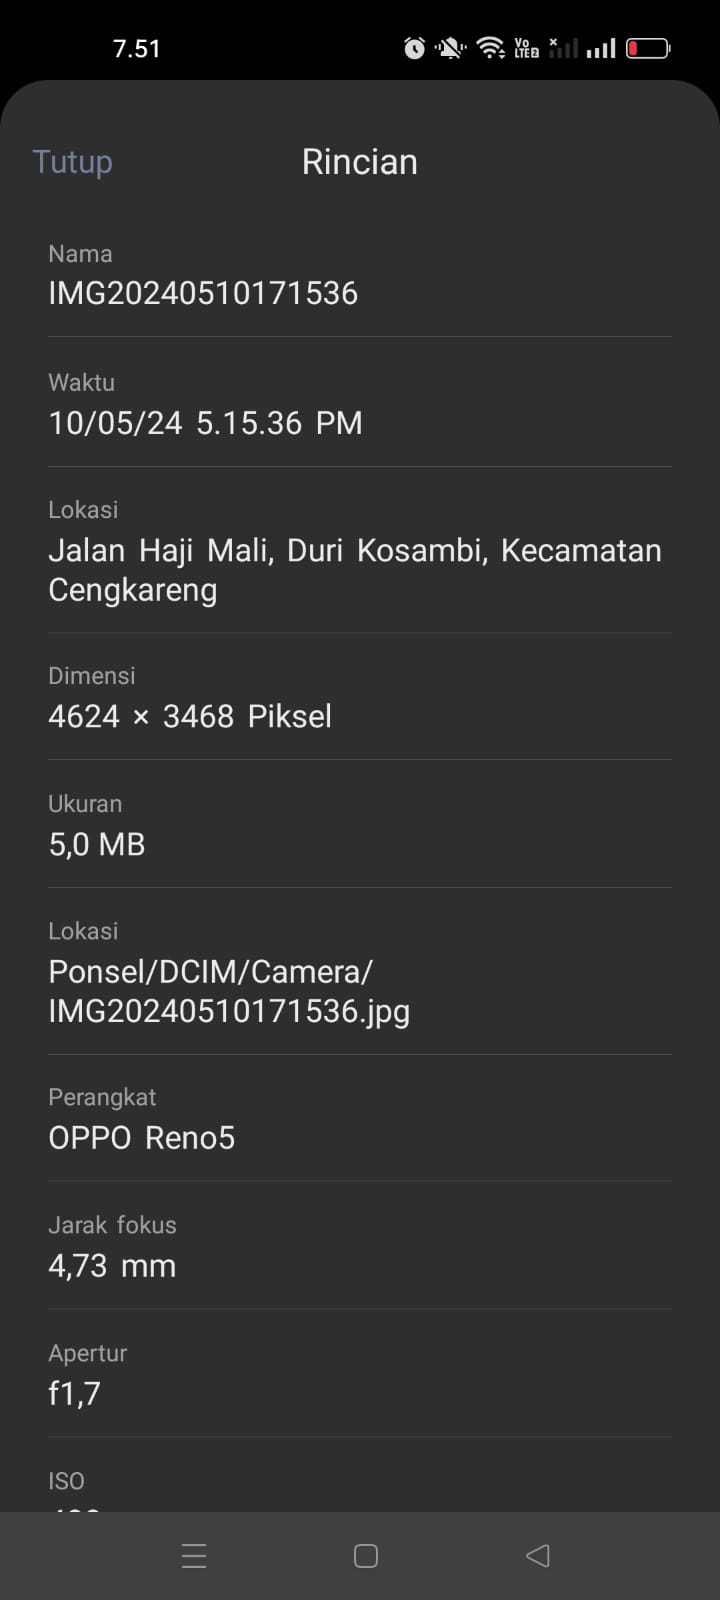 7.51
Vo
LTE2
Tutup
Rincian
Nama
IMG20240510171536
Waktu
10/05/24 5.15.36 PM
Lokasi
Jalan Haji Mali, Duri Kosambi, Kecamatan
Cengkareng
Dimensi
4624 × 3468 Piksel
Ukuran
5,0 MB
Lokasi
Ponsel/DCIM/Camera/
IMG20240510171536.jpg
Perangkat
OPPO Reno5
Jarak fokus
4,73 mm
Apertur
f1,7
ISO